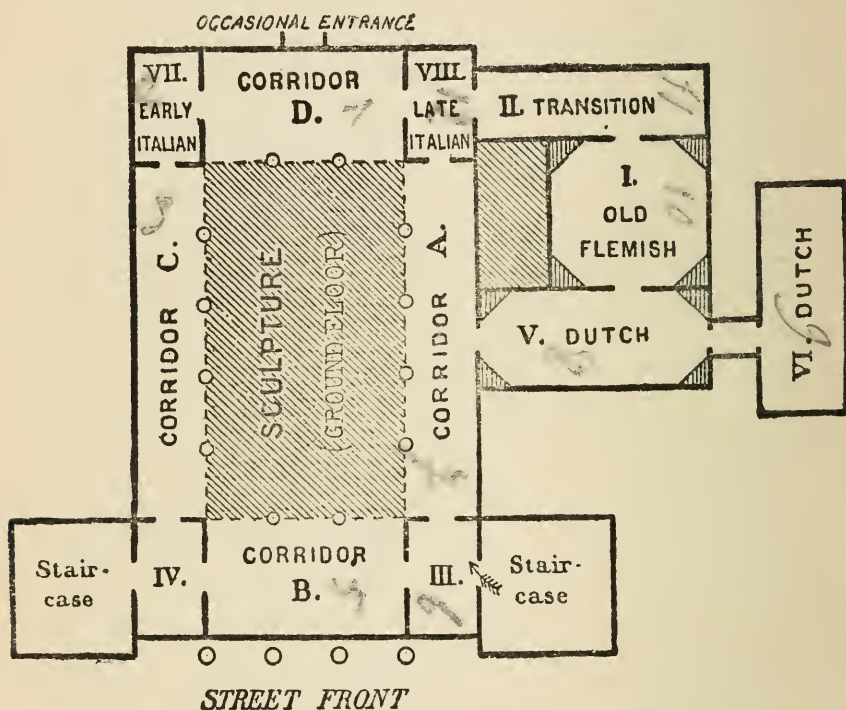 OCCASIONAL ENTRANCE
VII.
EARLY
ITALIAN
CORRIDOR
D.
VIII.
LATE
ITALIAN
II. TRANSITION
I.
OLD
FLEMISH
CORRIDOR C.
SCULPTURE
(GROUND FLOOR)
CORRIDOR A.
V. DUTCH
VI. DUTCH
Stair-
case
IV.
CORRIDOR
B.
III.
Stair-
case
STREET FRONT